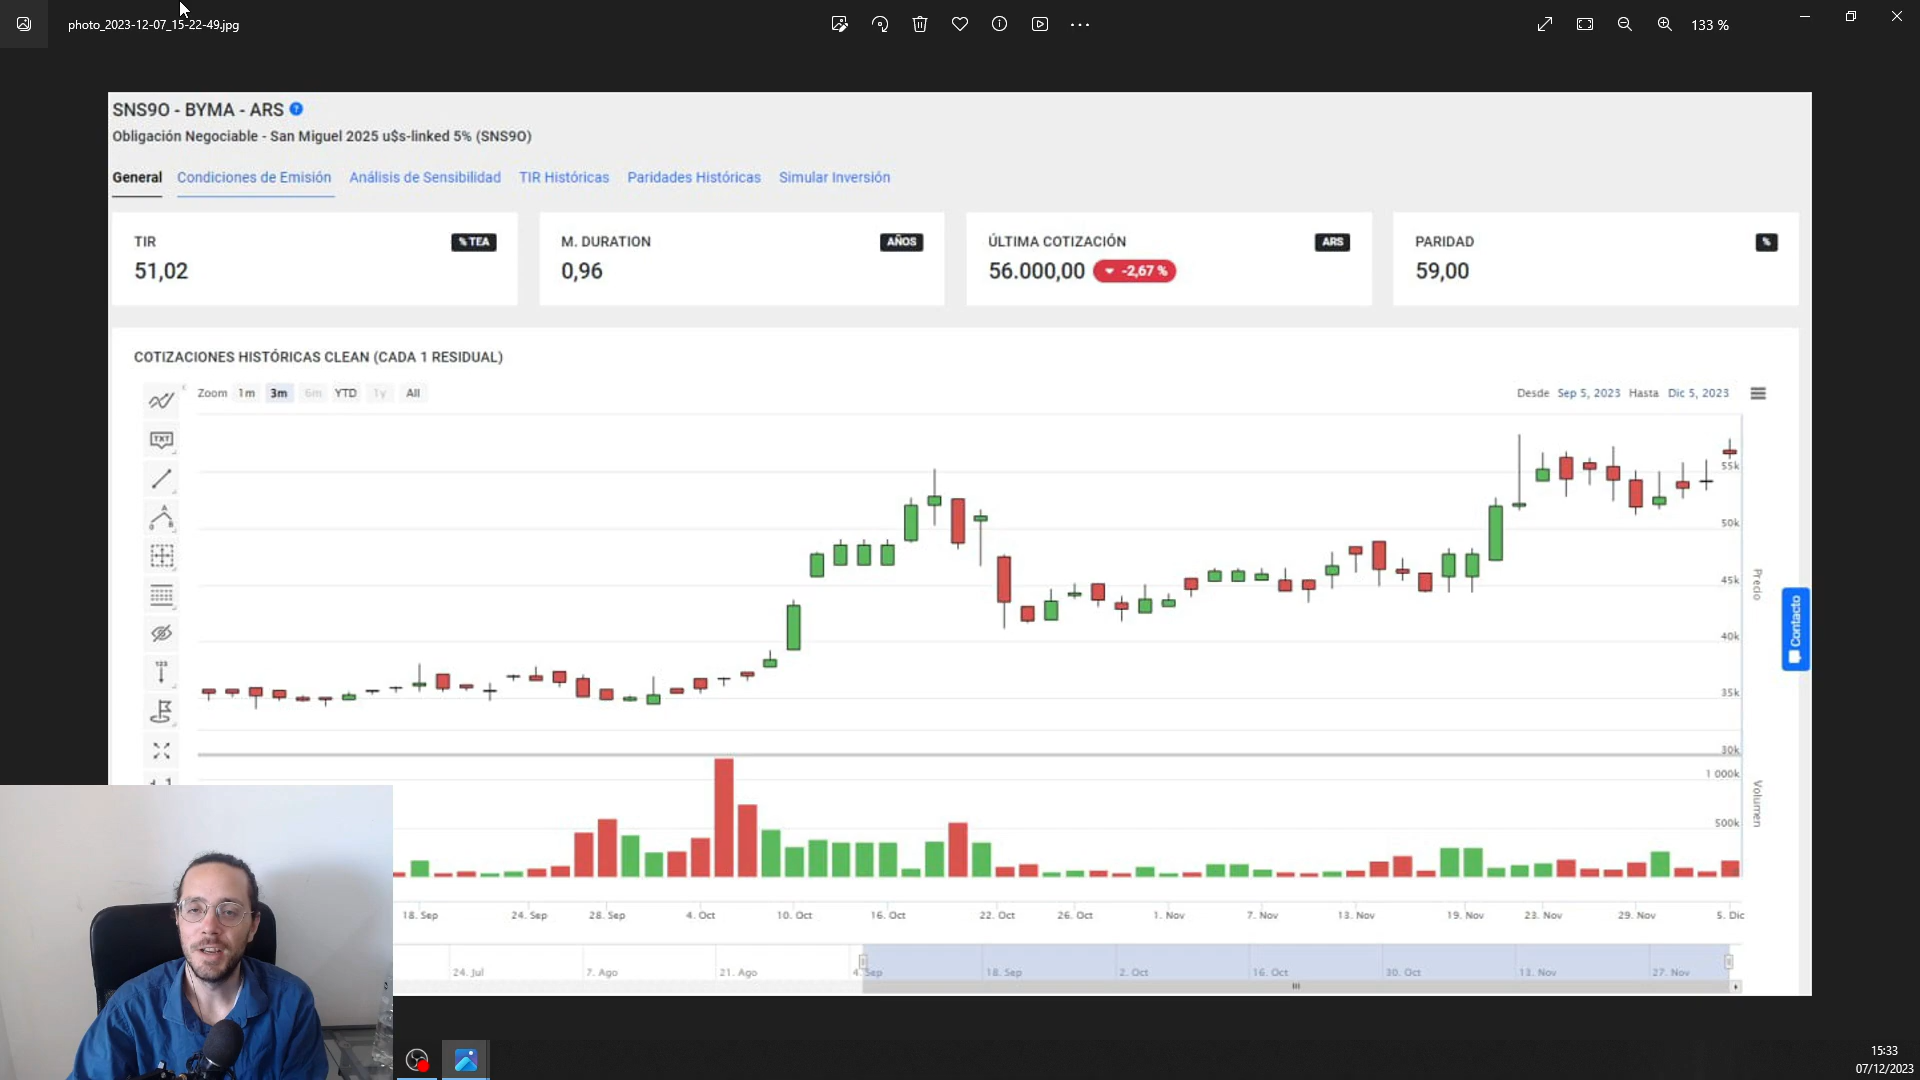 photo_2023-12-07_15-22-49.jpg
133 %
SNS9O - BYMA - ARS
Obligación Negociable - San Miguel 2025 u$s-linked 5% (SNS9O)
General Condiciones de Emisión Análisis de Sensibilidad TIR Históricas Paridades Históricas Simular Inversión
TIR % TEA
51,02
M. DURATION AÑOS
0,96
ÚLTIMA COTIZACIÓN ARS
56.000,00 -2,67 %
PARIDAD %
59,00
COTIZACIONES HISTÓRICAS CLEAN (CADA 1 RESIDUAL)
Zoom 1m 3m 6m YTD 1y All
Desde Sep 5, 2023 Hasta Dic 5, 2023
TXT
123
55k
50k
45k
40k
35k
30k
Precio
Contacto
1 000k
500k
Volumen
18. Sep 24. Sep 28. Sep 4. Oct 10. Oct 16. Oct 22. Oct 26. Oct 1. Nov 7. Nov 13. Nov 19. Nov 23. Nov 29. Nov 5. Dic
24. Jul 7. Ago 21. Ago 4. Sep 18. Sep 2. Oct 16. Oct 30. Oct 13. Nov 27. Nov
15:33
07/12/2023